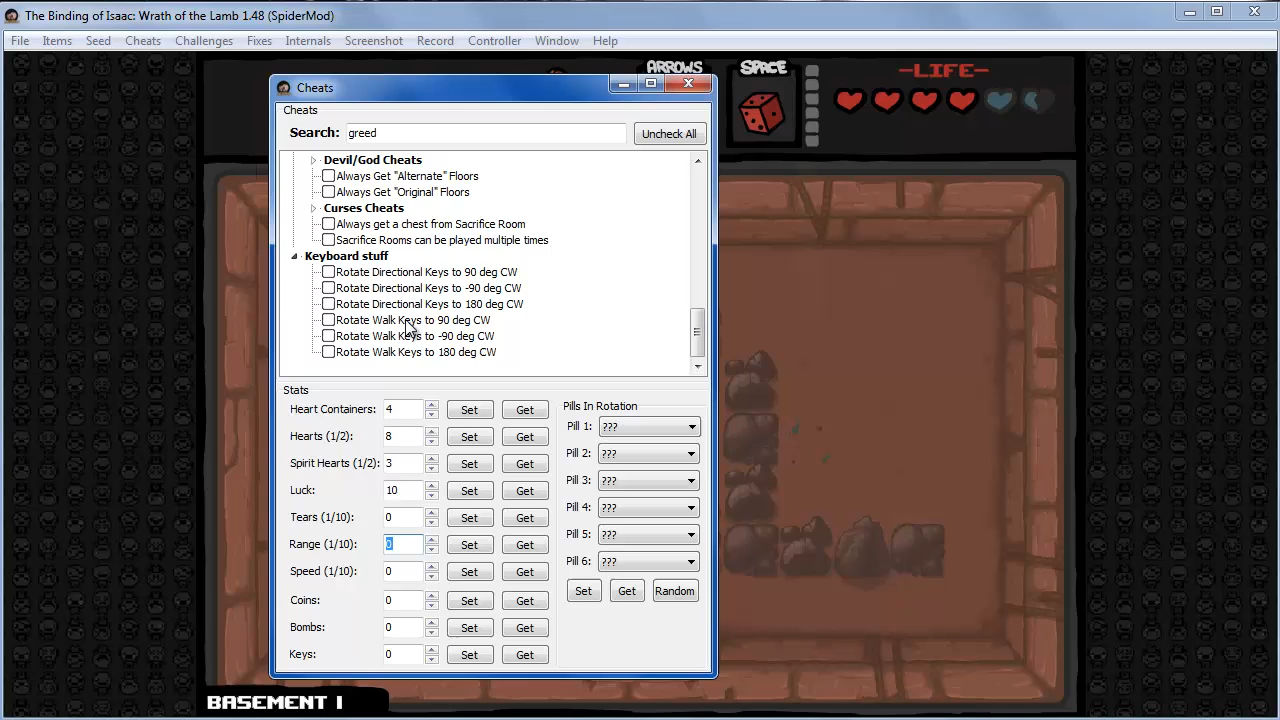 The Binding of Isaac: Wrath of the Lamb 1.48 (SpiderMod)
File Items Seed Cheats Challenges Fixes Internals Screenshot Record Controller Window Help
ARROWS SPACE -LIFE-
Cheats
Cheats
Search: greed Uncheck All
Devil/God Cheats
Always Get "Alternate" Floors
Always Get "Original" Floors
Curses Cheats
Always get a chest from Sacrifice Room
Sacrifice Rooms can be played multiple times
Keyboard stuff
Rotate Directional Keys to 90 deg CW
Rotate Directional Keys to -90 deg CW
Rotate Directional Keys to 180 deg CW
Rotate Walk Keys to 90 deg CW
Rotate Walk Keys to -90 deg CW
Rotate Walk Keys to 180 deg CW
Stats
Heart Containers: 4 Set Get
Hearts (1/2): 8 Set Get
Spirit Hearts (1/2): 3 Set Get
Luck: 10 Set Get
Tears (1/10): 0 Set Get
Range (1/10): 0 Set Get
Speed (1/10): 0 Set Get
Coins: 0 Set Get
Bombs: 0 Set Get
Keys: 0 Set Get
Pills In Rotation
Pill 1: ???
Pill 2: ???
Pill 3: ???
Pill 4: ???
Pill 5: ???
Pill 6: ???
Set Get Random
BASEMENT I